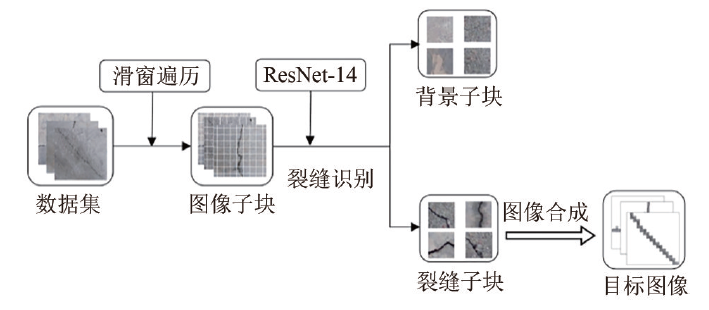 滑窗遍历
ResNet-14
背景子块
数据集
图像子块
裂缝识别
裂缝子块
图像合成
目标图像